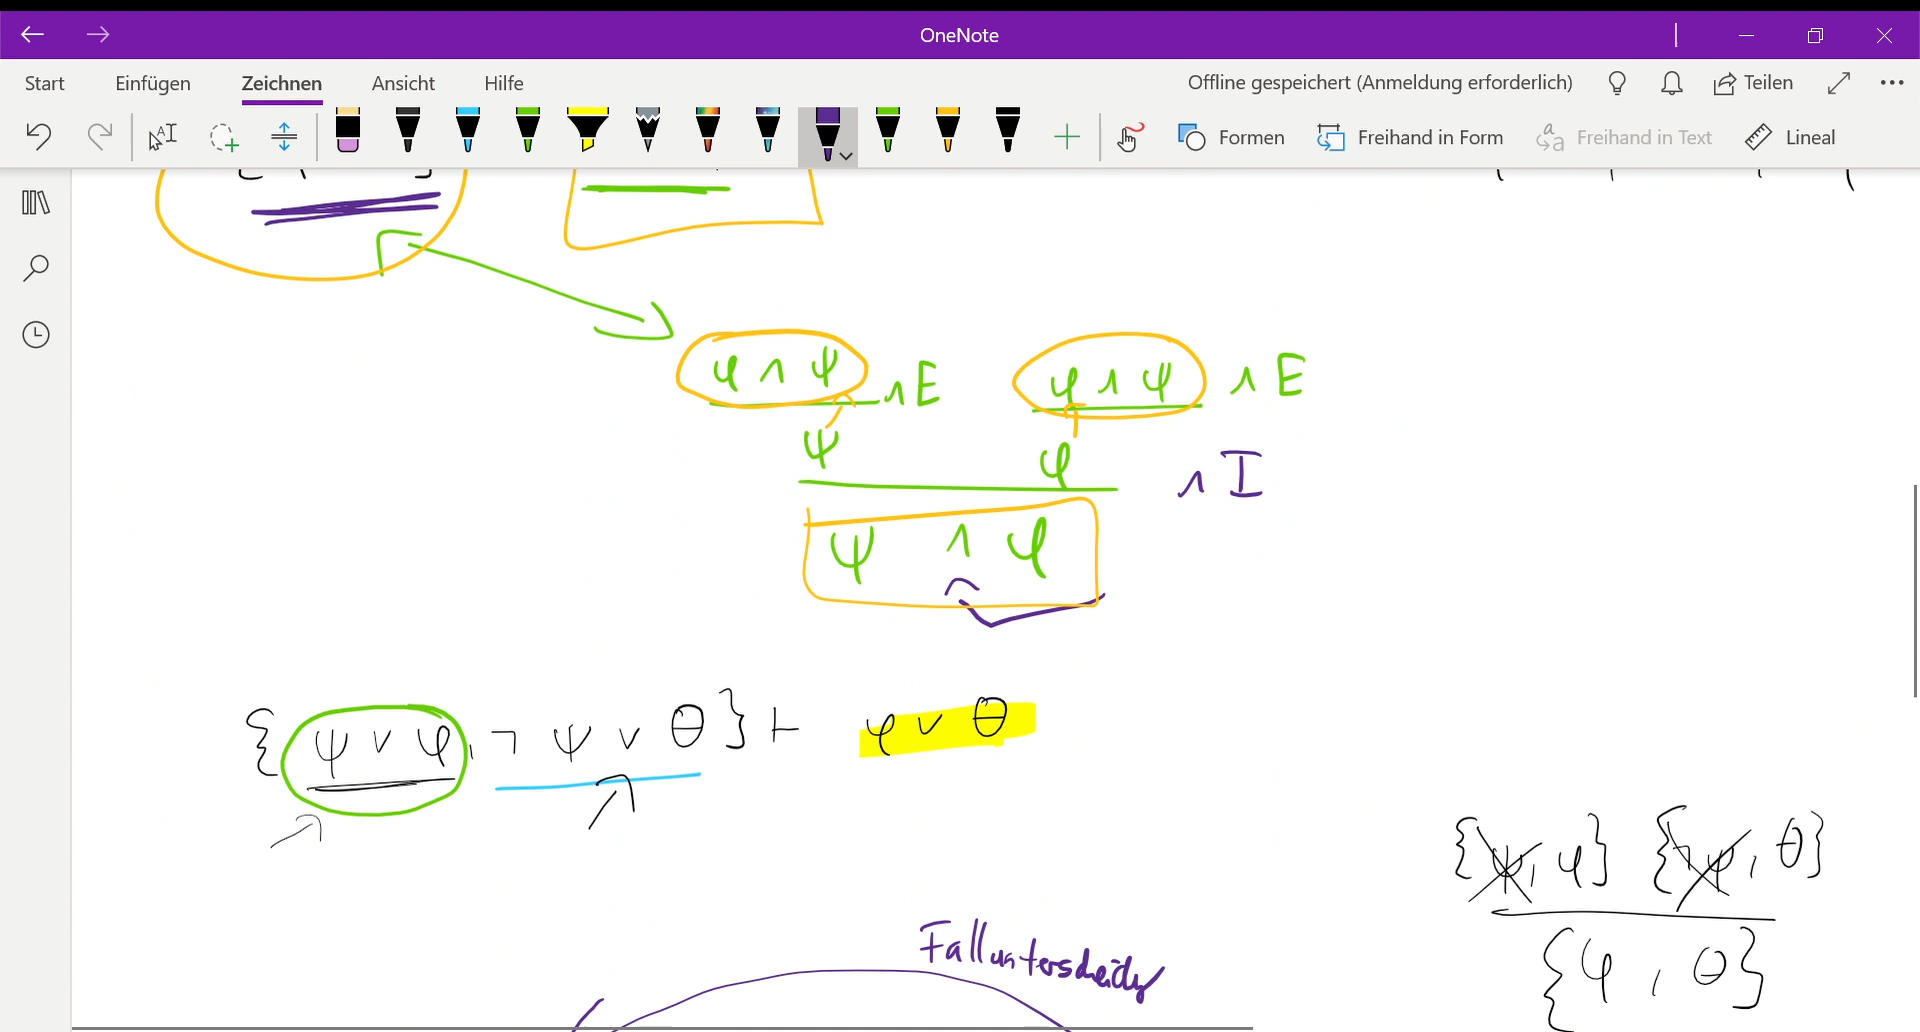 OneNote
Start Einfügen Zeichnen Ansicht Hilfe Offline gespeichert (Anmeldung erforderlich) Teilen
Formen Freihand in Form Freihand in Text Lineal
φ ∧ ψ ∧E φ ∧ ψ ∧E
ψ φ
∧I
ψ ∧ φ
{ψ ∨ φ, ¬ψ ∨ θ} ⊢ φ ∨ θ
{ψ, φ} {¬ψ, θ}
{φ, θ}
Fallunterscheidg